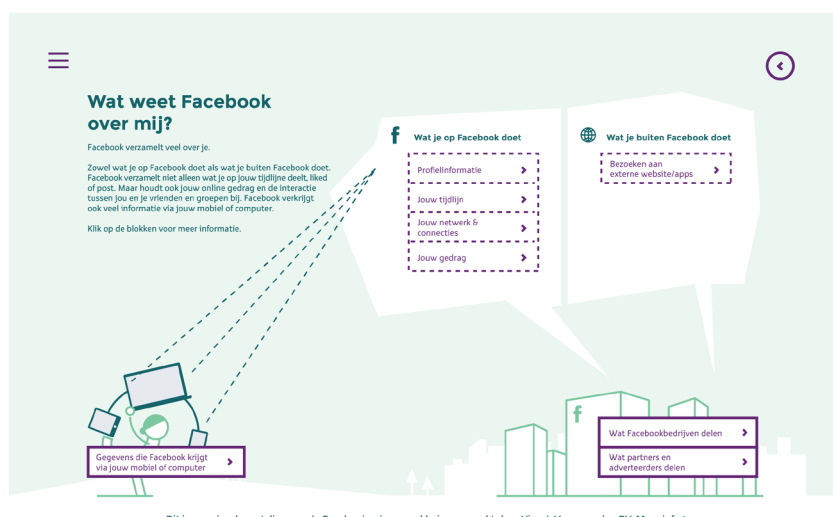 Wat weet Facebook
over mij?
Facebook verzamelt veel over je.
Zowel wat je op Facebook doet als wat je buiten Facebook doet.
Facebook verzamelt niet alleen wat je op jouw tijdlijne deelt, liked
of post. Maar houdt ook jouw online gedrag en de interactie
tussen jou en je vrienden en groepen bij. Facebook verkrijgt
ook veel informatie via jouw mobiel of computer.
Klik op de blokken voor meer informatie.
Wat je op Facebook doet
Profielinformatie
Jouw tijdlijn
Jouw netwerk &
connecties
Jouw gedrag
Wat je buiten Facebook doet
Bezoeken aan
externe website/apps
Gegevens die Facebook krijgt
via jouw mobiel of computer
Wat Facebookbedrijven delen
Wat partners en
adverteerders delen